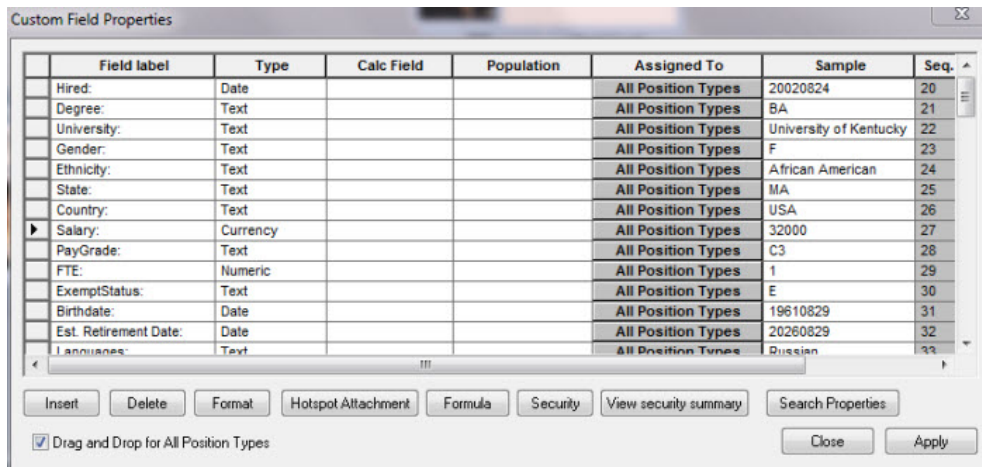 Custom Field Properties
Field label Type Calc Field Population Assigned To Sample Seq.
Hired: Date All Position Types 20020824 20
Degree: Text All Position Types BA 21
University: Text All Position Types University of Kentucky 22
Gender: Text All Position Types F 23
Ethnicity: Text All Position Types African American 24
State: Text All Position Types MA 25
Country: Text All Position Types USA 26
Salary: Currency All Position Types 32000 27
PayGrade: Text All Position Types C3 28
FTE: Numeric All Position Types 1 29
ExemptStatus: Text All Position Types E 30
Birthdate: Date All Position Types 19610829 31
Est. Retirement Date: Date All Position Types 20260829 32
Languages: Text All Position Types Russian 33
Insert Delete Format Hotspot Attachment Formula Security View security summary Search Properties
Drag and Drop for All Position Types Close Apply